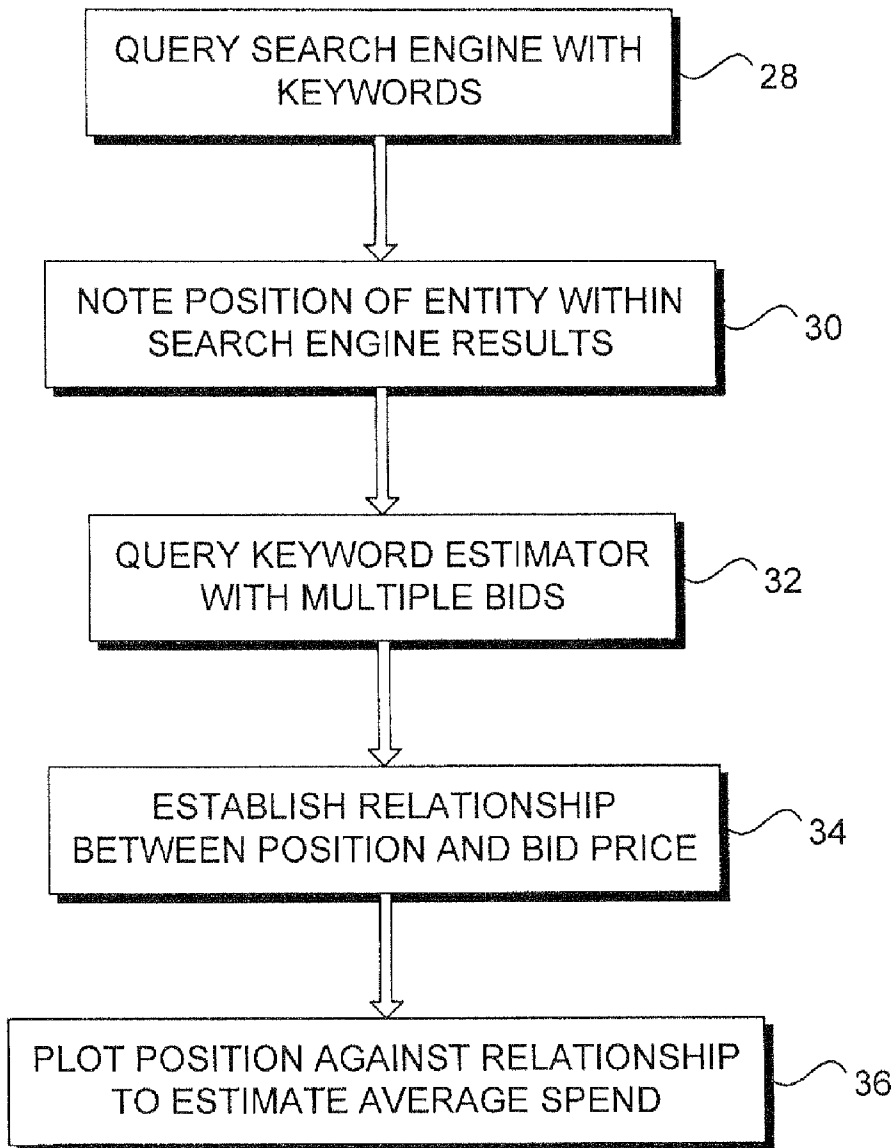 QUERY SEARCH ENGINE WITH
KEYWORDS
28
NOTE POSITION OF ENTITY WITHIN
SEARCH ENGINE RESULTS
30
QUERY KEYWORD ESTIMATOR
WITH MULTIPLE BIDS
32
ESTABLISH RELATIONSHIP
BETWEEN POSITION AND BID PRICE
34
PLOT POSITION AGAINST RELATIONSHIP
TO ESTIMATE AVERAGE SPEND
36